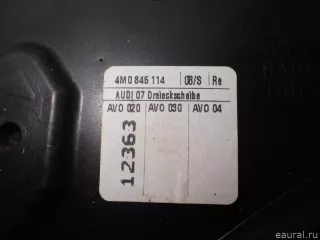 4M0 845 114 08/S Re
AUDI 07 Dreieckscheibe
AVO 020 AVO 030 AVO 04
12363
eaural.ru